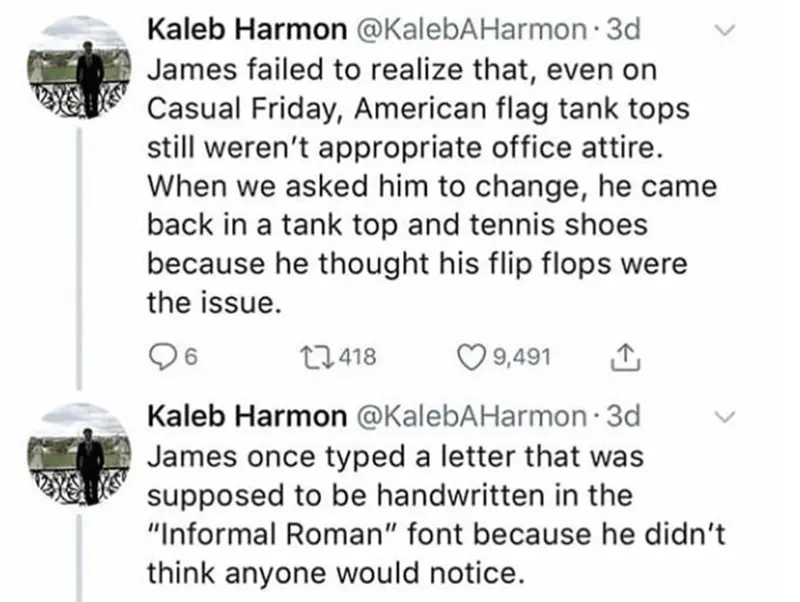 Kaleb Harmon @KalebAHarmon · 3d
James failed to realize that, even on
Casual Friday, American flag tank tops
still weren't appropriate office attire.
When we asked him to change, he came
back in a tank top and tennis shoes
because he thought his flip flops were
the issue.
6 418 9,491
Kaleb Harmon @KalebAHarmon · 3d
James once typed a letter that was
supposed to be handwritten in the
"Informal Roman" font because he didn't
think anyone would notice.